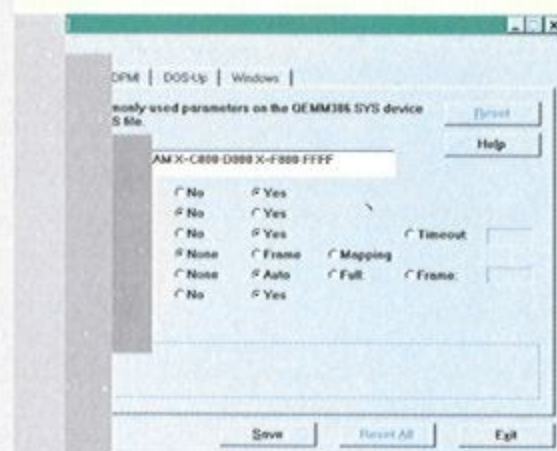 DPMI DOS-Up Windows
monly used parameters on the QEMM386.SYS device
S file.
Reset
Help
AM X=C800-D000 X=F800-FFFF
No Yes
No Yes
No Yes Timeout
None Frame Mapping
None Auto Full Frame:
No Yes
Save Reset All Exit